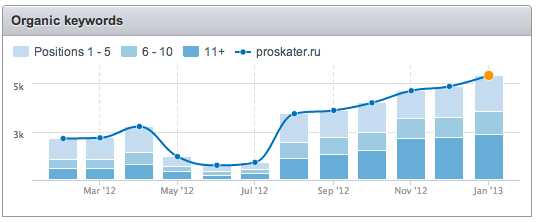 Organic keywords
Positions 1 - 5 6 - 10 11+ proskater.ru
5k
3k
Mar '12 May '12 Jul '12 Sep '12 Nov '12 Jan '13